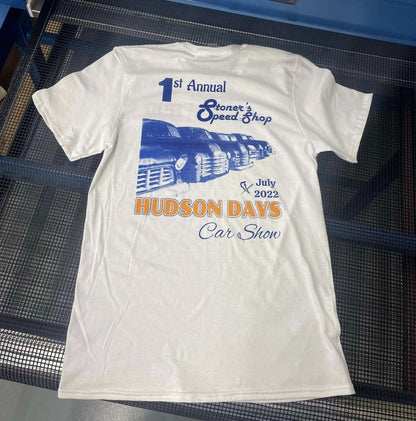 1st Annual
Stoner's
Speed Shop
July
2022
HUDSON DAYS
Car Show